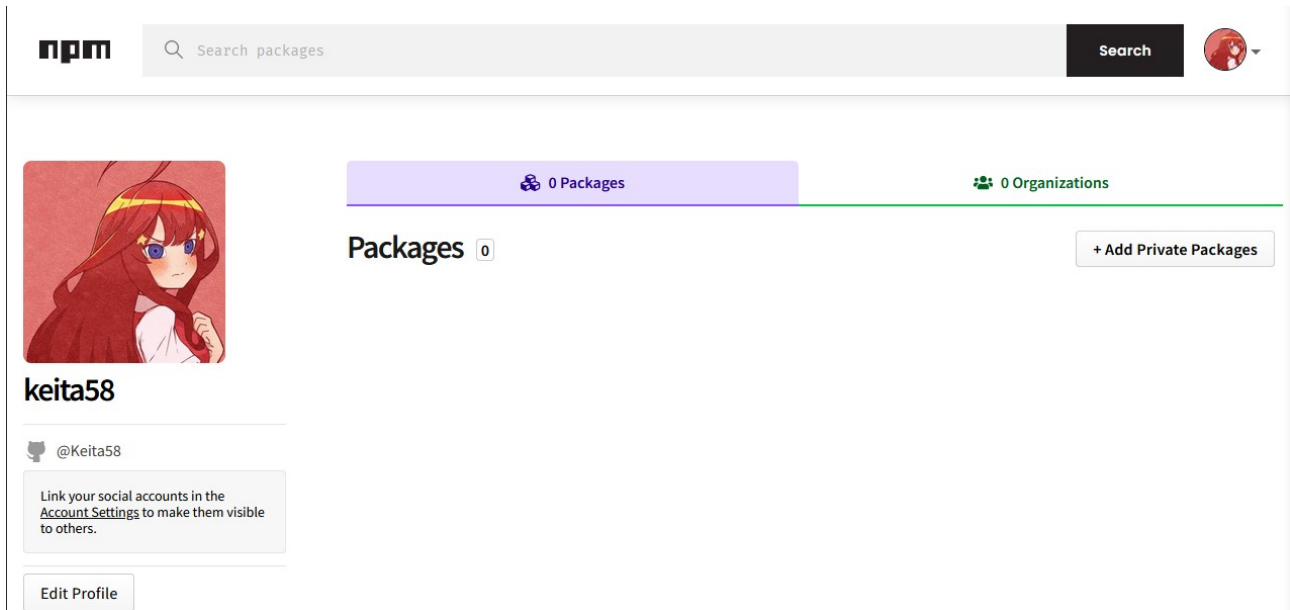 npm
Search packages
Search
0 Packages
0 Organizations
Packages 0
+ Add Private Packages
keita58
@Keita58
Link your social accounts in the
Account Settings to make them visible
to others.
Edit Profile